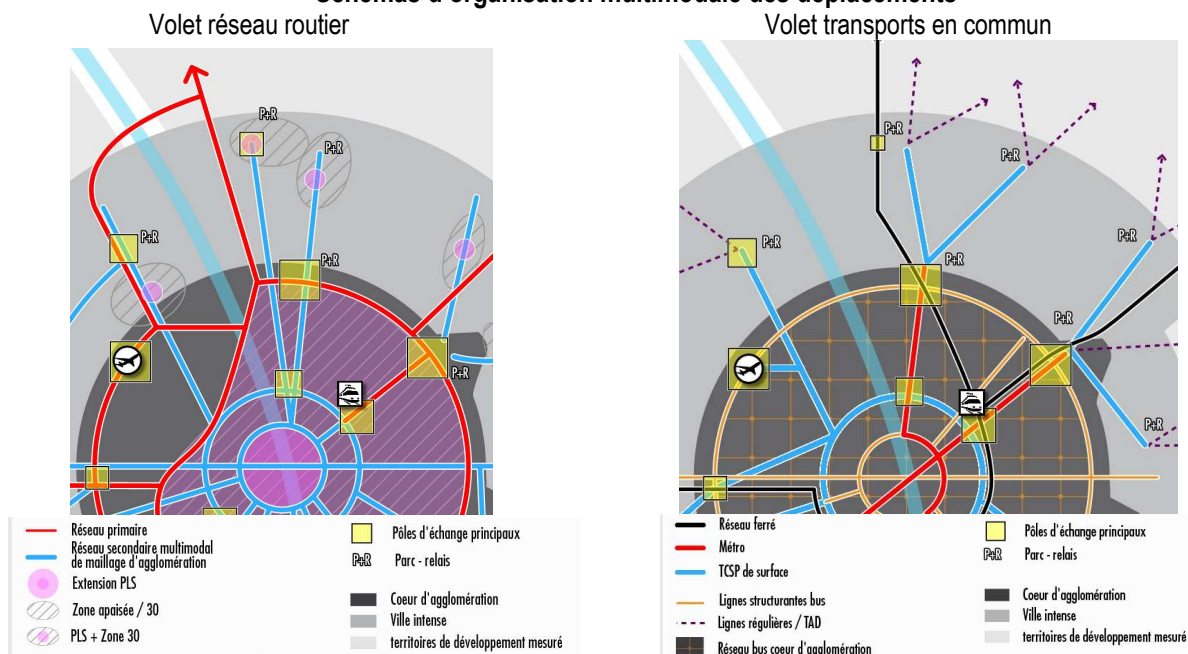 Schémas d'organisation multimodale des déplacements
Volet réseau routier
Volet transports en commun
P+R
P+R
P+R
P+R
P+R
Réseau primaire
Réseau secondaire multimodal
de maillage d'agglomération
Extension PLS
Zone apaisée / 30
PLS + Zone 30
Pôles d'échange principaux
P+R Parc - relais
Coeur d'agglomération
Ville intense
territoires de développement mesuré
P+R
P+R
P+R
P+R
P+R
P+R
P+R
Réseau ferré
Métro
TCSP de surface
Lignes structurantes bus
Lignes régulières / TAD
Réseau bus coeur d'agglomération
Pôles d'échange principaux
P+R Parc - relais
Coeur d'agglomération
Ville intense
territoires de développement mesuré